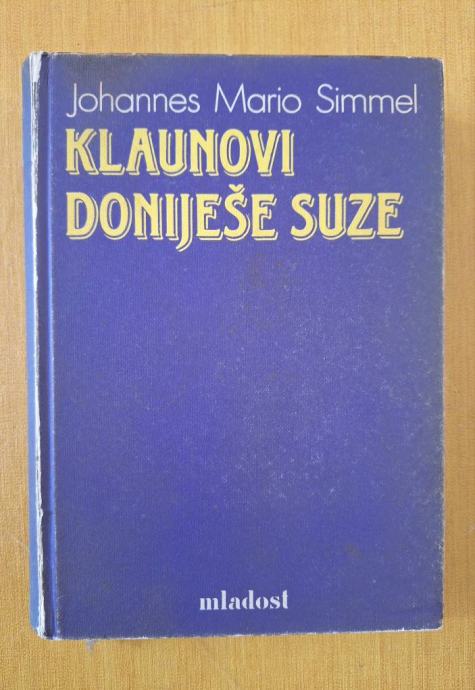 Johannes Mario Simmel
KLAUNOVI
DONIJEŠE SUZE
mladost